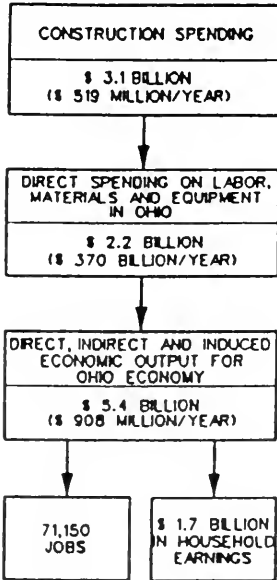 CONSTRUCTION SPENDING
$ 3.1 BILLION
($ 519 MILLION/YEAR)
DIRECT SPENDING ON LABOR,
MATERIALS AND EQUIPMENT
IN OHIO
$ 2.2 BILLION
($ 370 BILLION/YEAR)
DIRECT, INDIRECT AND INDUCED
ECONOMIC OUTPUT FOR
OHIO ECONOMY
$ 5.4 BILLION
($ 908 MILLION/YEAR)
71,150
JOBS
$ 1.7 BILLION
IN HOUSEHOLD
EARNINGS